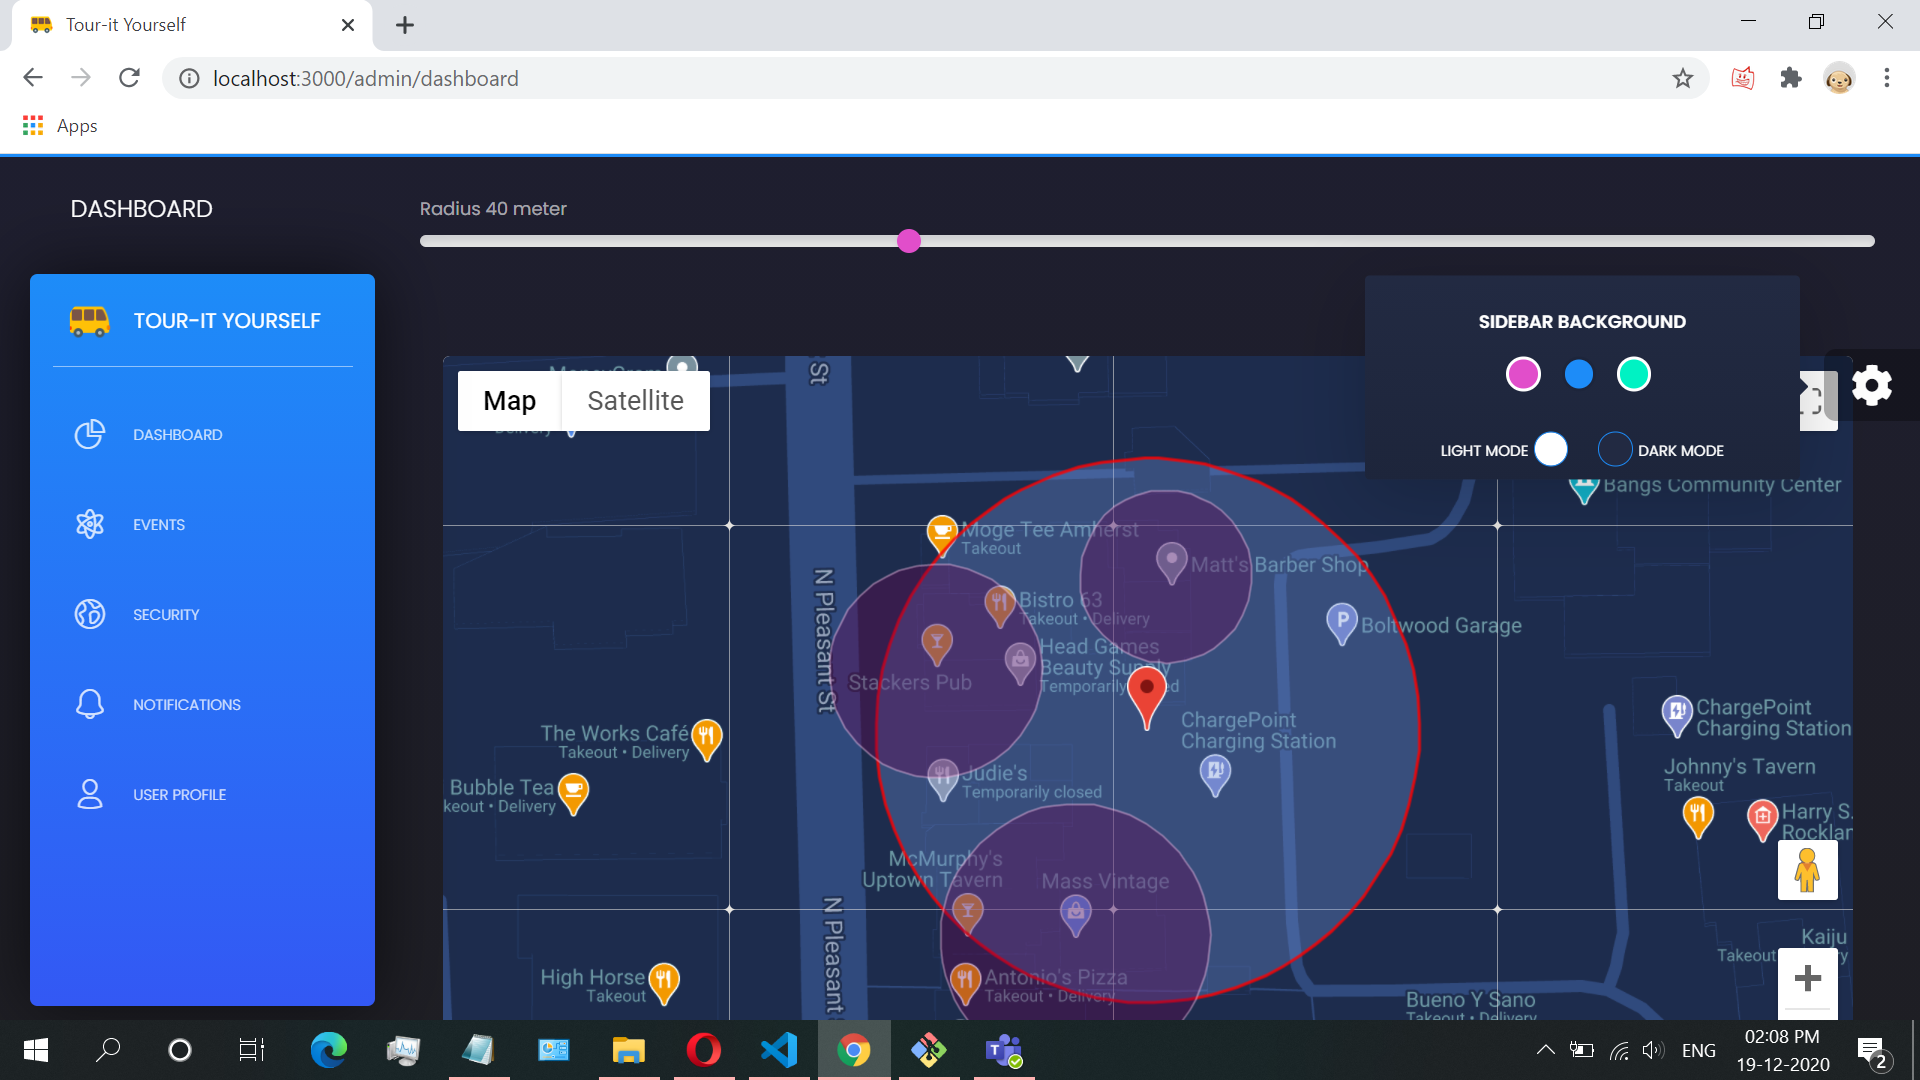 Tour-it Yourself
localhost:3000/admin/dashboard
Apps
DASHBOARD
Radius 40 meter
TOUR-IT YOURSELF
DASHBOARD
EVENTS
SECURITY
NOTIFICATIONS
USER PROFILE
SIDEBAR BACKGROUND
LIGHT MODE
DARK MODE
Map
Satellite
St
Bangs Community Center
Moge Tee Amherst
Takeout
Matt's Barber Shop
N Pleasant St
Bistro 63
Takeout • Delivery
Boltwood Garage
Head Games
Beauty Supply
Temporarily
Stackers Pub
ChargePoint
Charging Station
ChargePoint
Charging Station
The Works Café
Takeout • Delivery
Judie's
Temporarily closed
Bubble Tea
keout • Delivery
Johnny's Tavern
Takeout
Harry S.
Rocklar
McMurphy's
Uptown Tavern
Mass Vintage
N Pleasant
Kaiju
Takeout
High Horse
Takeout
Antonio's Pizza
Takeout • Delivery
Bueno Y Sano
Takeout • Delivery
P
ENG
02:08 PM
19-12-2020
2